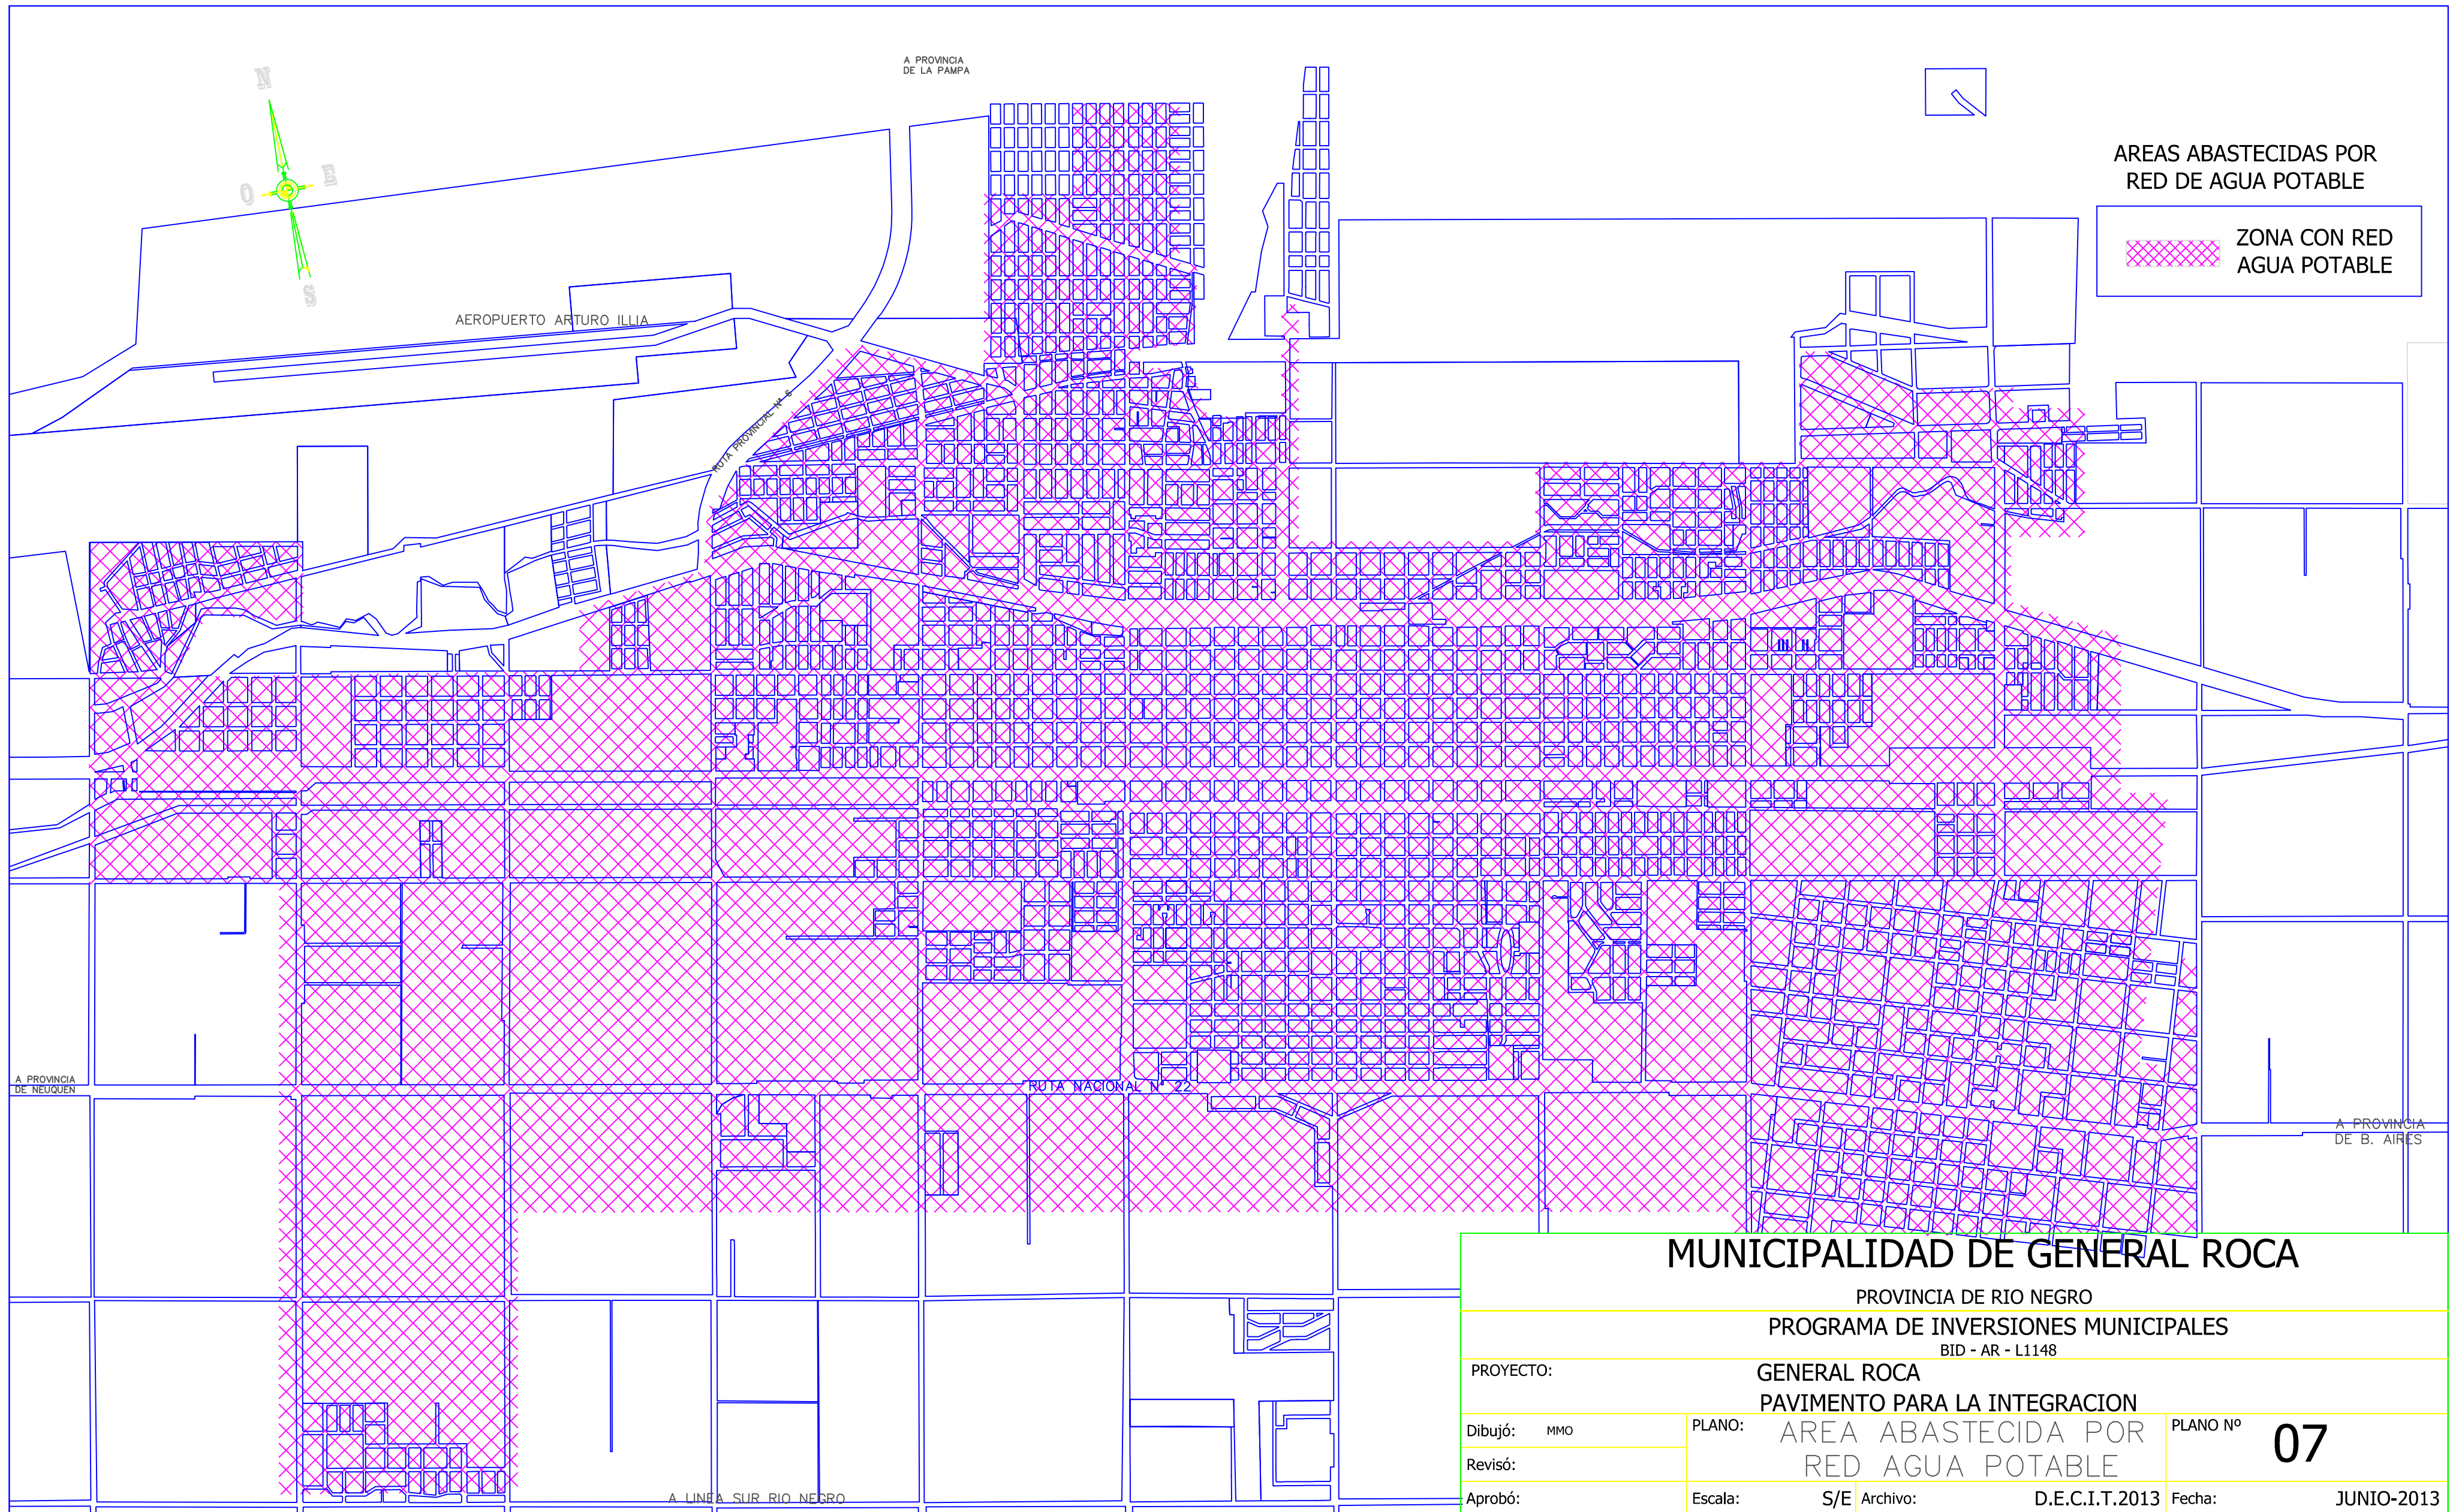 A PROVINCIA
DE LA PAMPA
N
E
O
S
AREAS ABASTECIDAS POR
RED DE AGUA POTABLE
ZONA CON RED
AGUA POTABLE
AEROPUERTO ARTURO ILLIA
RUTA PROVINCIAL Nº 6
A PROVINCIA
DE NEUQUEN
RUTA NACIONAL Nº 22
A PROVINCIA
DE B. AIRES
A LINEA SUR RIO NEGRO
MUNICIPALIDAD DE GENERAL ROCA
PROVINCIA DE RIO NEGRO
PROGRAMA DE INVERSIONES MUNICIPALES
BID - AR - L1148
PROYECTO: GENERAL ROCA
PAVIMENTO PARA LA INTEGRACION
Dibujó: MMO
Revisó:
Aprobó:
PLANO: AREA ABASTECIDA POR
RED AGUA POTABLE
PLANO Nº 07
Escala: S/E
Archivo: D.E.C.I.T.2013
Fecha: JUNIO-2013